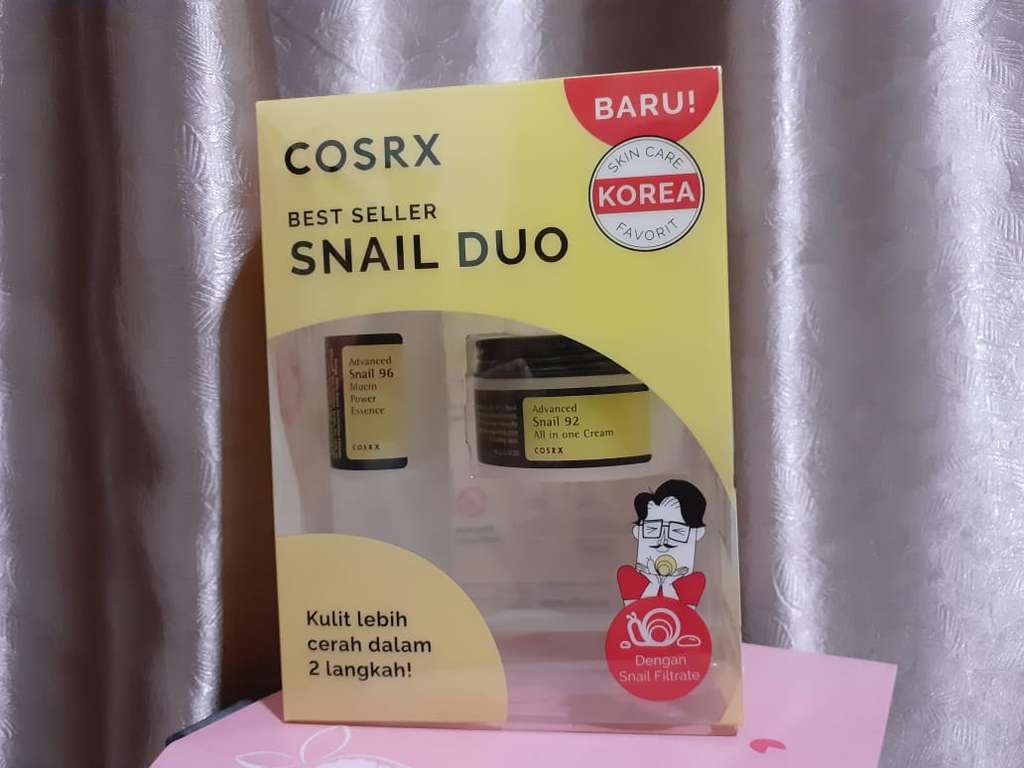 BARU!
COSRX
SKIN CARE
KOREA
FAVORIT
BEST SELLER
SNAIL DUO
Advanced
Snail 96
Mucin
Power
Essence
COSRX
Advanced
Snail 92
All in one Cream
COSRX
Kulit lebih
cerah dalam
2 langkah!
Dengan
Snail Filtrate